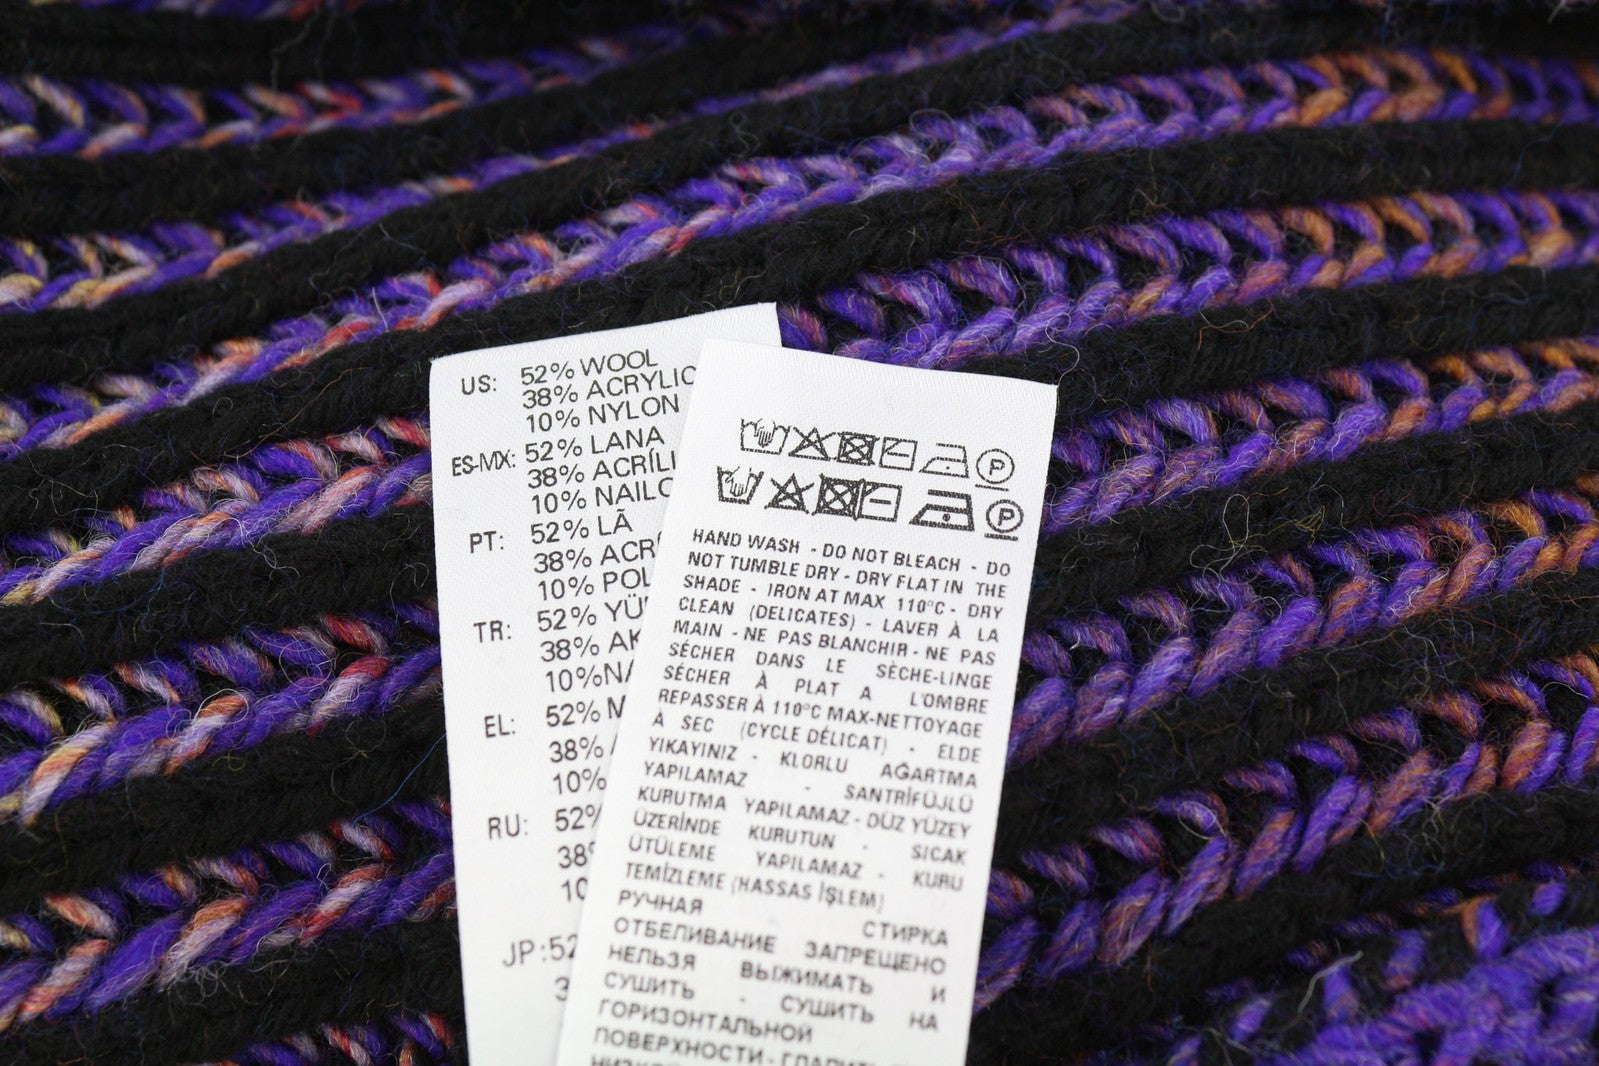 US: 52% WOOL
38% ACRYLIC
10% NYLON
ES-MX: 52% LANA
38% ACRÍLI
10% NAILO
PT: 52% LÃ
38% ACR
10% POL
TR: 52% YÜ
38% AK
10%NA
EL: 52% M
38%
10%
RU: 52%
38
10
JP:52
3
P
P
HAND WASH - DO NOT BLEACH - DO
NOT TUMBLE DRY - DRY FLAT IN THE
SHADE - IRON AT MAX 110°C - DRY
CLEAN (DELICATES) - LAVER À LA
MAIN - NE PAS BLANCHIR - NE PAS
SÉCHER DANS LE SÈCHE-LINGE
SÉCHER À PLAT A L'OMBRE
REPASSER À 110°C MAX-NETTOYAGE
À SEC (CYCLE DÉLICAT) - ELDE
YIKAYINIZ - KLORLU AĞARTMA
YAPILAMAZ - SANTRİFÜJLÜ
KURUTMA YAPILAMAZ - DÜZ YÜZEY
ÜZERİNDE KURUTUN - SICAK
ÜTÜLEME YAPILAMAZ - KURU
TEMİZLEME (HASSAS İŞLEM)
РУЧНАЯ СТИРКА
ОТБЕЛИВАНИЕ ЗАПРЕЩЕНО
НЕЛЬЗЯ ВЫЖИМАТЬ И
СУШИТЬ - СУШИТЬ НА
ГОРИЗОНТАЛЬНОЙ
ПОВЕРХНОСТИ -